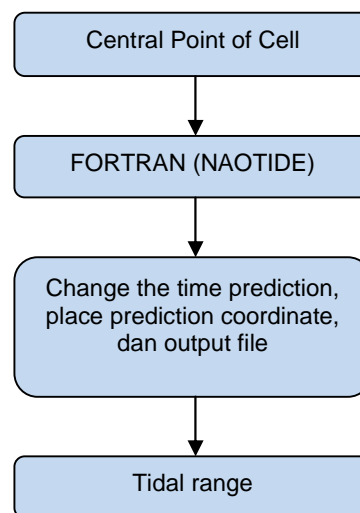 Central Point of Cell
FORTRAN (NAOTIDE)
Change the time prediction,
place prediction coordinate,
dan output file
Tidal range